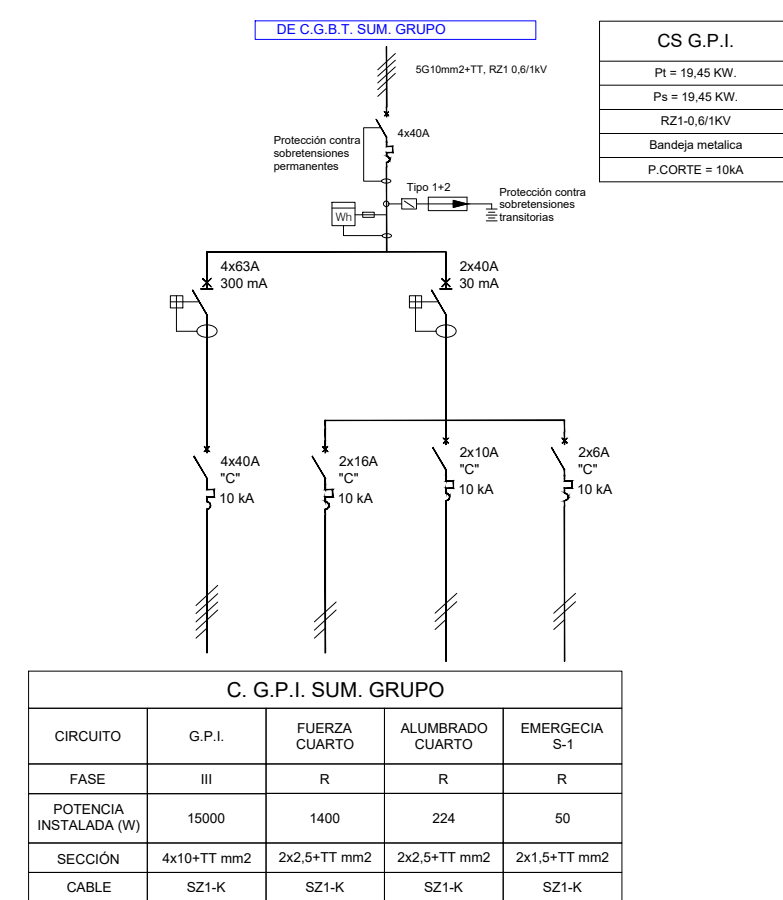 DE C.G.B.T. SUM. GRUPO
5G10mm2+TT, RZ1 0,6/1kV
CS G.P.I.
Pt = 19,45 KW.
Ps = 19,45 KW.
RZ1-0,6/1KV
Bandeja metalica
P.CORTE = 10kA
4x40A
Protección contra
sobretensiones
permanentes
Tipo 1+2
Protección contra
sobretensiones
transitorias
Wh
4x63A
300 mA
2x40A
30 mA
4x40A
"C"
10 kA
2x16A
"C"
10 kA
2x10A
"C"
10 kA
2x6A
"C"
10 kA
C. G.P.I. SUM. GRUPO
CIRCUITO G.P.I. FUERZA CUARTO ALUMBRADO CUARTO EMERGECIA S-1
FASE III R R R
POTENCIA INSTALADA (W) 15000 1400 224 50
SECCIÓN 4x10+TT mm2 2x2,5+TT mm2 2x2,5+TT mm2 2x1,5+TT mm2
CABLE SZ1-K SZ1-K SZ1-K SZ1-K